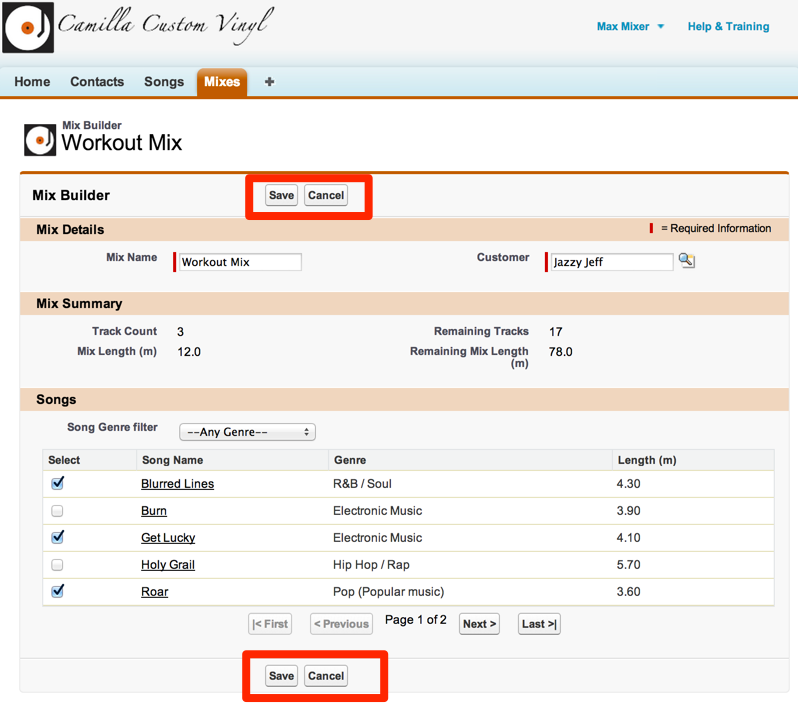 Camilla Custom Vinyl
Max Mixer Help & Training
Home Contacts Songs Mixes +
Mix Builder
Workout Mix
Mix Builder Save Cancel
Mix Details = Required Information
Mix Name Workout Mix Customer Jazzy Jeff
Mix Summary
Track Count 3 Remaining Tracks 17
Mix Length (m) 12.0 Remaining Mix Length (m) 78.0
Songs
Song Genre filter --Any Genre--
Select Song Name Genre Length (m)
Blurred Lines R&B / Soul 4.30
Burn Electronic Music 3.90
Get Lucky Electronic Music 4.10
Holy Grail Hip Hop / Rap 5.70
Roar Pop (Popular music) 3.60
|< First < Previous Page 1 of 2 Next > Last >|
Save Cancel